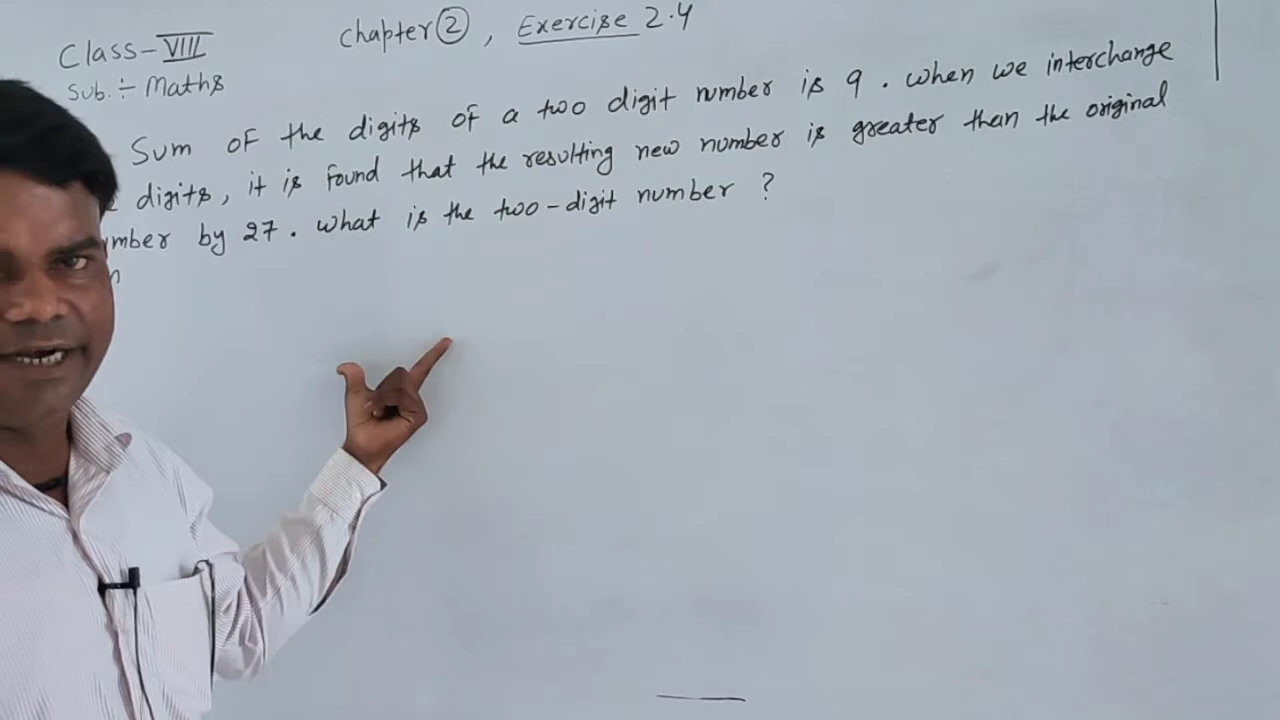 Class-VIII
Chapter 2, Exercise 2.4
Sub. ÷ Maths
Sum of the digits of a two digit number is 9. When we interchange
digits, it is found that the resulting new number is greater than the original
mber by 27. What is the two-digit number?
n